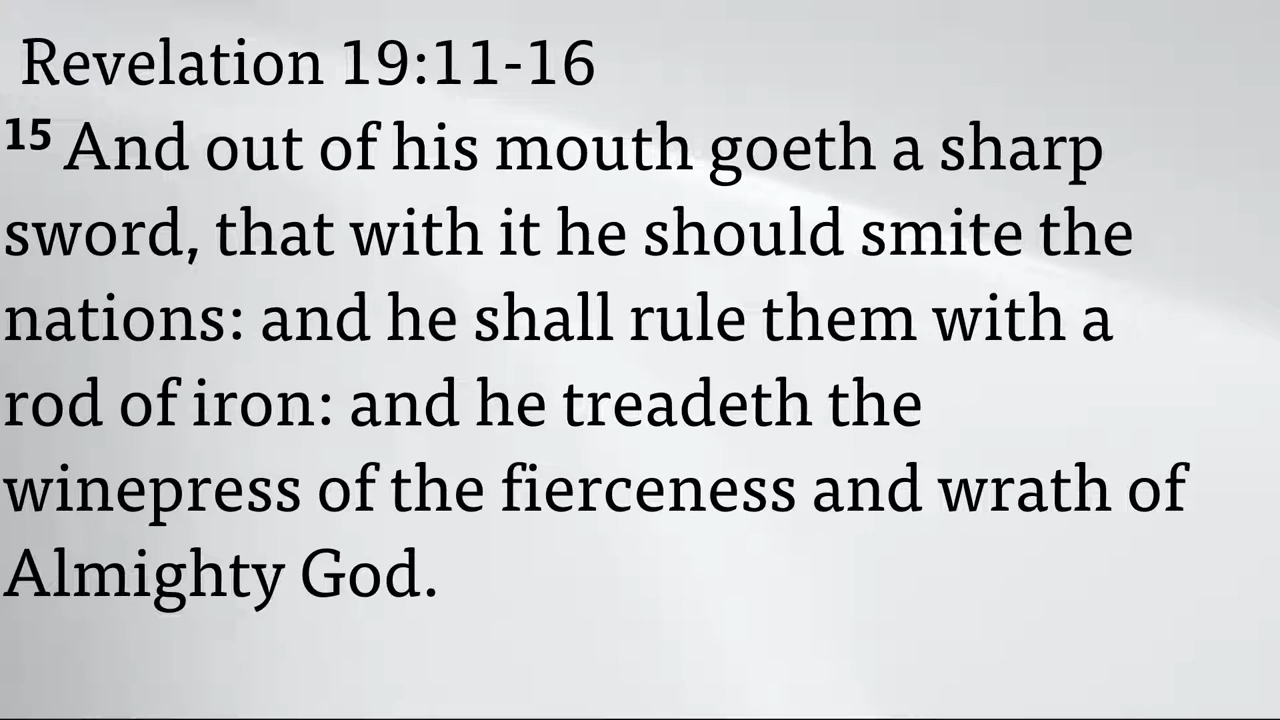 Revelation 19:11-16
15 And out of his mouth goeth a sharp
sword, that with it he should smite the
nations: and he shall rule them with a
rod of iron: and he treadeth the
winepress of the fierceness and wrath of
Almighty God.